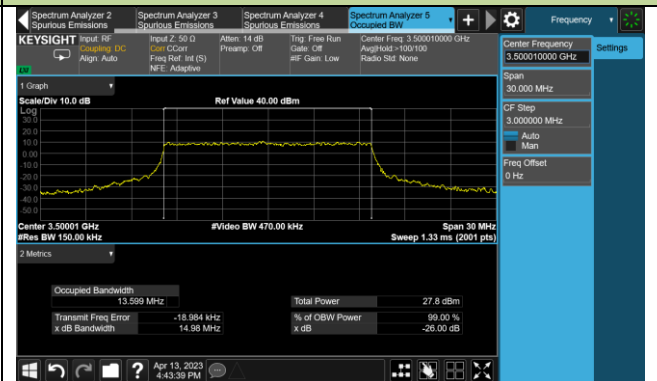 Spectrum Analyzer 2
Spurious Emissions
Spectrum Analyzer 3
Spurious Emissions
Spectrum Analyzer 4
Spurious Emissions
Spectrum Analyzer 5
Occupied BW
Frequency
KEYSIGHT
Input: RF
Coupling: DC
Align: Auto
Input Z: 50 Ω
Corr CCorr
Freq Ref: Int (S)
NFE: Adaptive
Atten: 14 dB
Preamp: Off
Trig: Free Run
Gate: Off
#IF Gain: Low
Center Freq: 3.500010000 GHz
Avg|Hold:>100/100
Radio Std: None
Center Frequency
3.500010000 GHz
Settings
Span
30.000 MHz
CF Step
3.000000 MHz
Auto
Man
Freq Offset
0 Hz
1 Graph
Scale/Div 10.0 dB
Ref Value 40.00 dBm
Log
30.0
20.0
10.0
0.00
-10.0
-20.0
-30.0
-40.0
-50.0
Center 3.50001 GHz
#Video BW 470.00 kHz
Span 30 MHz
#Res BW 150.00 kHz
Sweep 1.33 ms (2001 pts)
2 Metrics
Occupied Bandwidth
13.599 MHz
Total Power
27.8 dBm
Transmit Freq Error
-18.984 kHz
% of OBW Power
99.00 %
x dB Bandwidth
14.98 MHz
x dB
-26.00 dB
Apr 13, 2023
4:43:39 PM